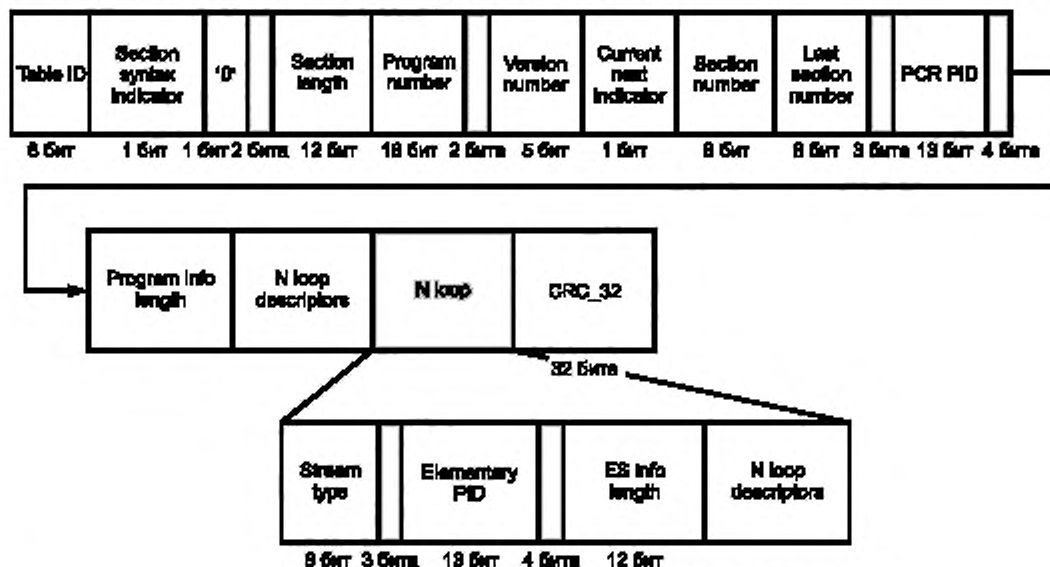 Table ID
Section
syntax
indicator
'0'
Section
length
Program
number
Version
number
Current
next
indicator
Section
number
Last
section
number
PCR PID
8 бит 1 бит 1 бит 2 бита 12 бит 16 бит 2 бита 5 бит 1 бит 8 бит 8 бит 3 бита 13 бит 4 бита
Program info
length
N loop
descriptors
N loop
CRC_32
32 бита
Stream
type
Elementary
PID
ES info
length
N loop
descriptors
8 бит 3 бита 13 бит 4 бита 12 бит